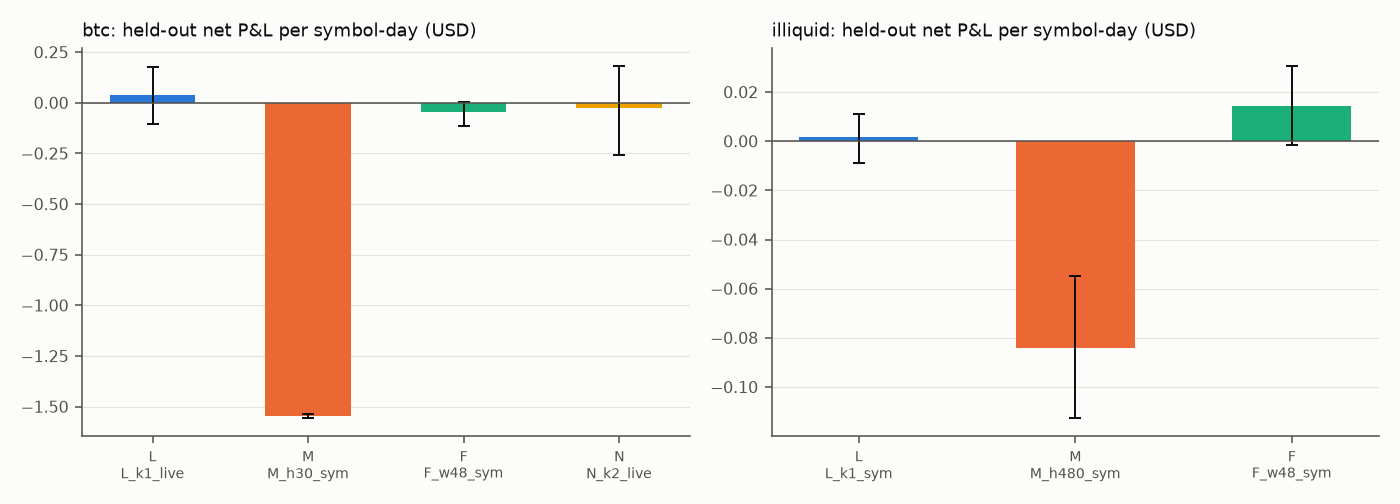 btc: held-out net P&L per symbol-day (USD)
0.25
0.00
−0.25
−0.50
−0.75
−1.00
−1.25
−1.50
L
L_k1_live
M
M_h30_sym
F
F_w48_sym
N
N_k2_live
illiquid: held-out net P&L per symbol-day (USD)
0.02
0.00
−0.02
−0.04
−0.06
−0.08
−0.10
L
L_k1_sym
M
M_h480_sym
F
F_w48_sym